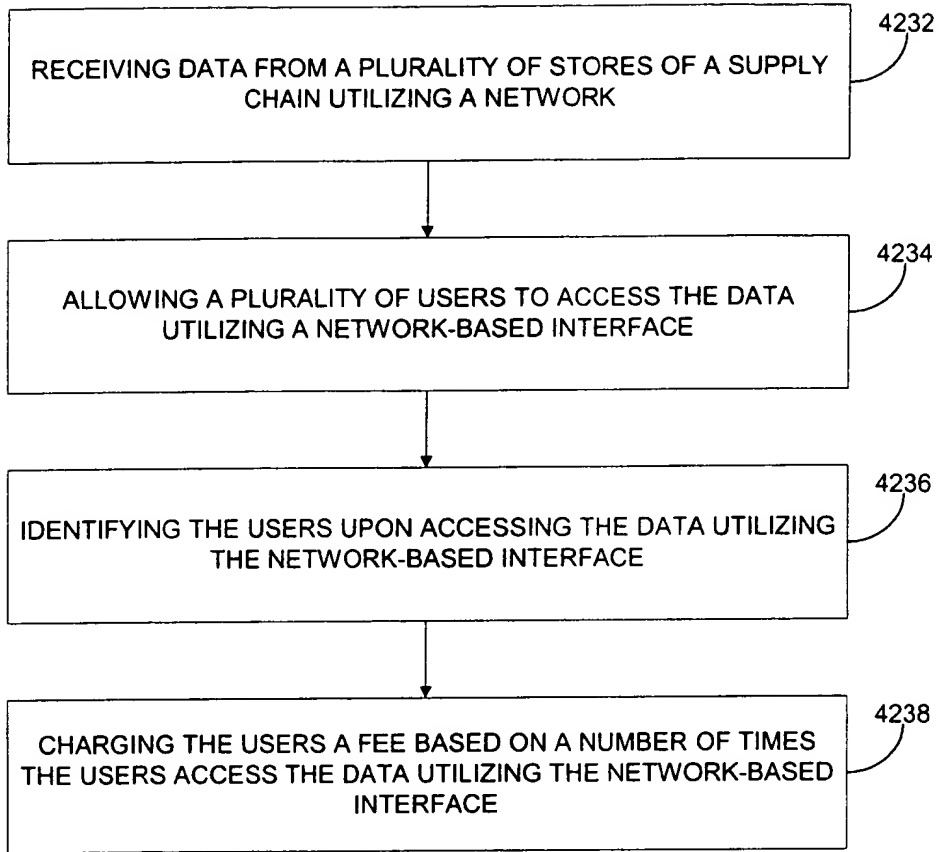 4232
RECEIVING DATA FROM A PLURALITY OF STORES OF A SUPPLY
CHAIN UTILIZING A NETWORK
4234
ALLOWING A PLURALITY OF USERS TO ACCESS THE DATA
UTILIZING A NETWORK-BASED INTERFACE
4236
IDENTIFYING THE USERS UPON ACCESSING THE DATA UTILIZING
THE NETWORK-BASED INTERFACE
4238
CHARGING THE USERS A FEE BASED ON A NUMBER OF TIMES
THE USERS ACCESS THE DATA UTILIZING THE NETWORK-BASED
INTERFACE